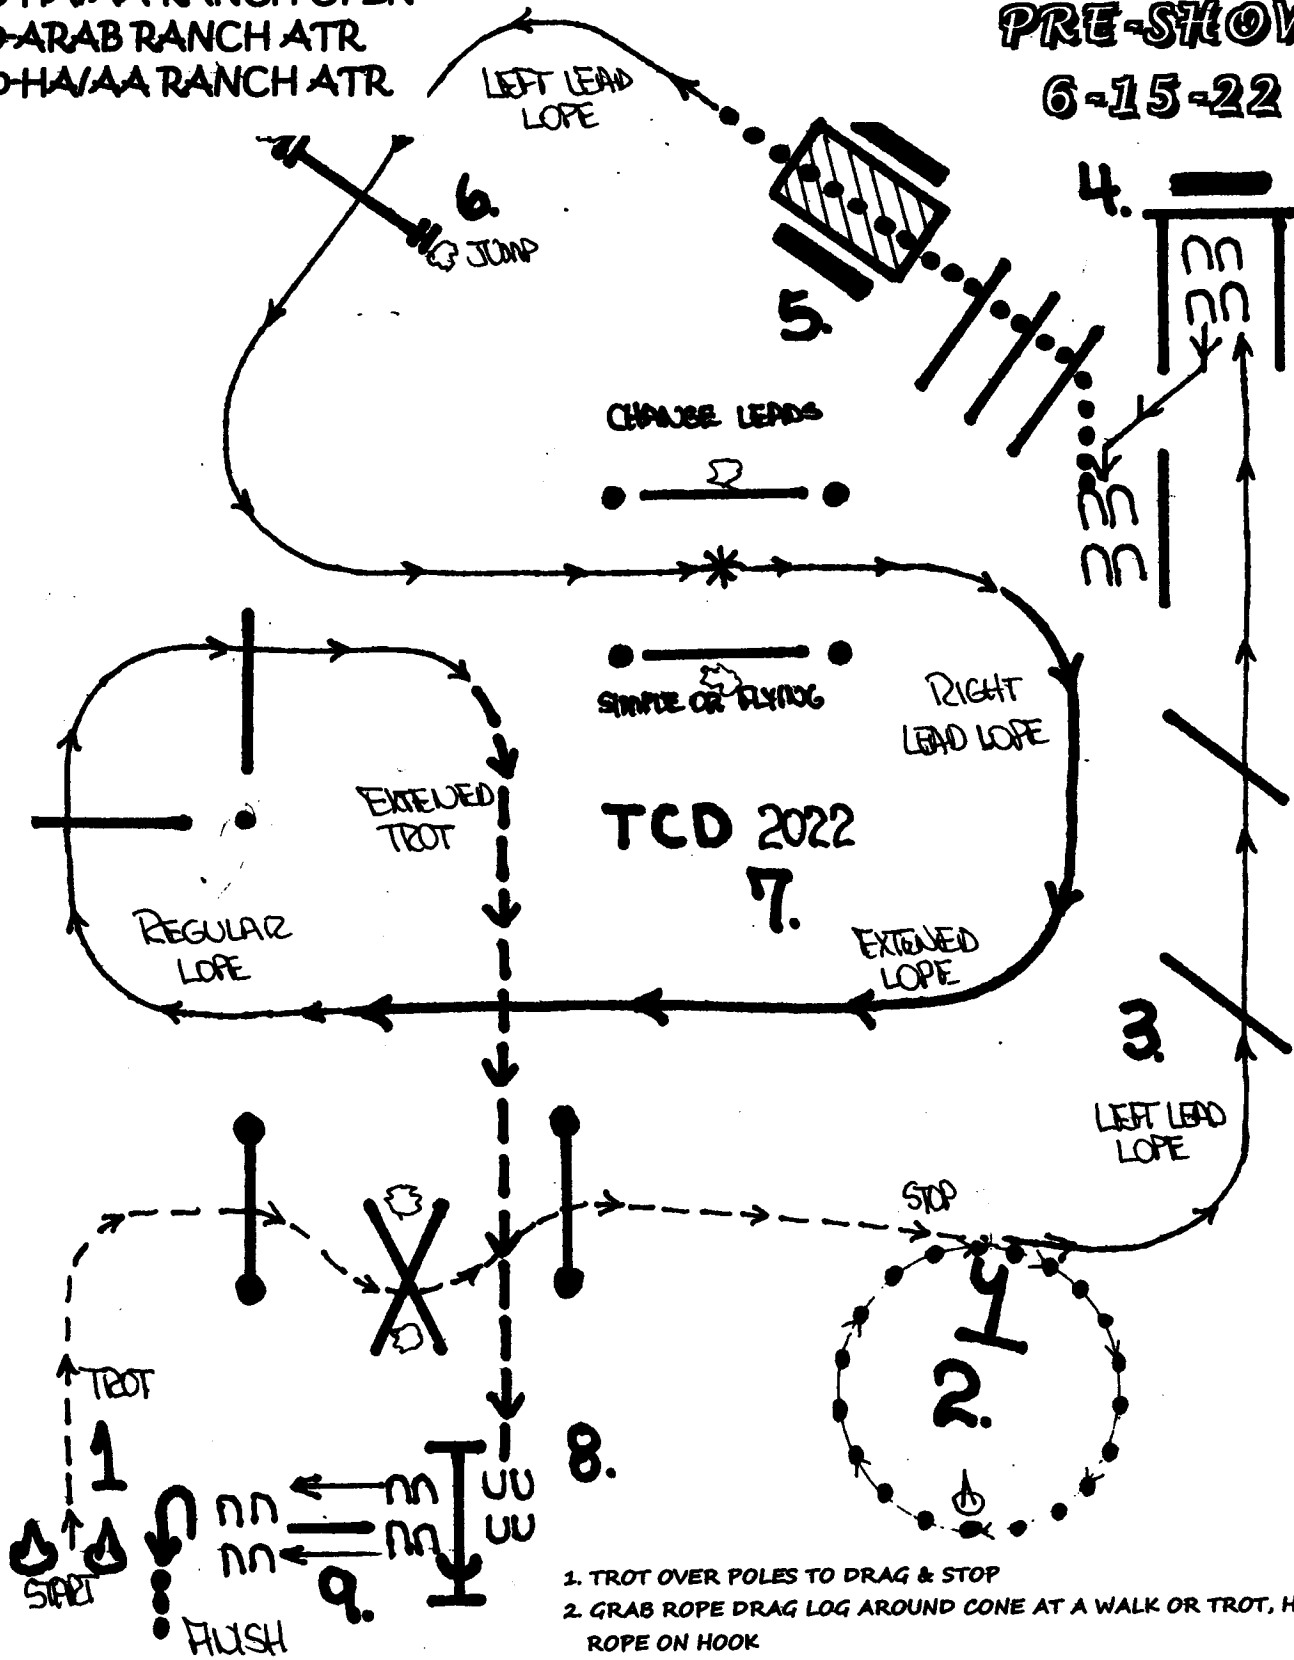 ARAB RANCH ATR
HA/AA RANCH ATR
PRE-SHOW
6-15-22
LEFT LEAD
LOPE
4.
6.
JUMP
5.
CHANGE LEADS
SIMPLE OR FLYING
RIGHT
LEAD LOPE
EXTENED
TROT
TCD 2022
7.
REGULAR
LOPE
EXTENED
LOPE
3.
LEFT LEAD
LOPE
STOP
TROT
1
2.
8.
START
9.
FINISH
1. TROT OVER POLES TO DRAG & STOP
2. GRAB ROPE DRAG LOG AROUND CONE AT A WALK OR TROT, H
ROPE ON HOOK